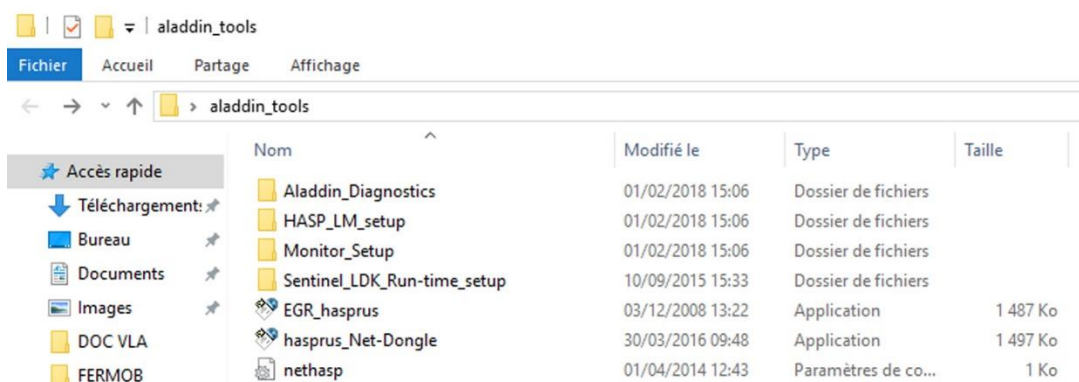 aladdin_tools
Fichier Accueil Partage Affichage
aladdin_tools
Nom Modifié le Type Taille
Accès rapide
Téléchargement:
Bureau
Documents
Images
DOC VLA
FERMOB
Aladdin_Diagnostics 01/02/2018 15:06 Dossier de fichiers
HASP_LM_setup 01/02/2018 15:06 Dossier de fichiers
Monitor_Setup 01/02/2018 15:06 Dossier de fichiers
Sentinel_LDK_Run-time_setup 10/09/2015 15:33 Dossier de fichiers
EGR_hasprus 03/12/2008 13:22 Application 1 487 Ko
hasprus_Net-Dongle 30/03/2016 09:48 Application 1 497 Ko
nethasp 01/04/2014 12:43 Paramètres de co... 1 Ko